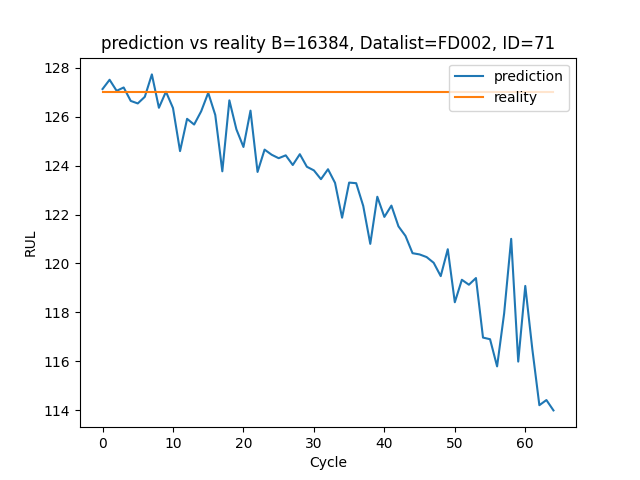 prediction vs reality B=16384, Datalist=FD002, ID=71
prediction
reality
128
126
124
122
120
118
116
114
RUL
0 10 20 30 40 50 60
Cycle